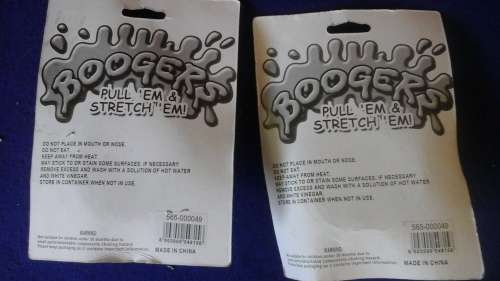 BOOGERS
PULL 'EM &
STRETCH 'EM!
DO NOT PLACE IN MOUTH OR NOSE.
DO NOT EAT.
KEEP AWAY FROM HEAT.
MAY STICK TO OR STAIN SOME SURFACES. IF NECESSARY
REMOVE EXCESS AND WASH WITH A SOLUTION OF HOT WATER
AND WHITE VINEGAR.
STORE IN CONTAINER WHEN NOT IN USE.
565-000049
WARNING
MADE IN CHINA
BOOGERS
PULL 'EM &
STRETCH 'EM!
DO NOT PLACE IN MOUTH OR NOSE.
DO NOT EAT.
KEEP AWAY FROM HEAT.
MAY STICK TO OR STAIN SOME SURFACES. IF NECESSARY
REMOVE EXCESS AND WASH WITH A SOLUTION OF HOT WATER
AND WHITE VINEGAR.
STORE IN CONTAINER WHEN NOT IN USE.
565-000049
WARNING
MADE IN CHINA